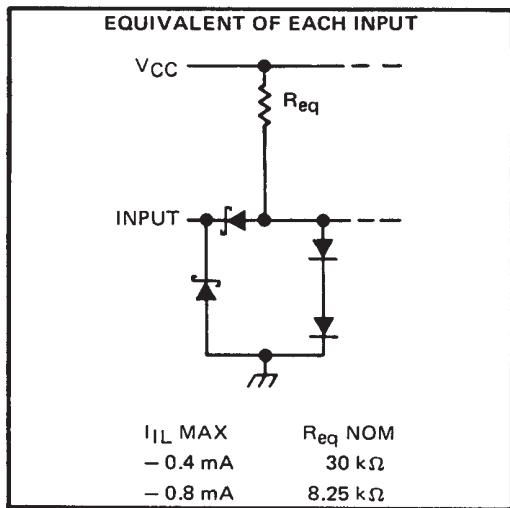 EQUIVALENT OF EACH INPUT
VCC
Req
INPUT
IIL MAX Req NOM
– 0.4 mA 30 kΩ
– 0.8 mA 8.25 kΩ